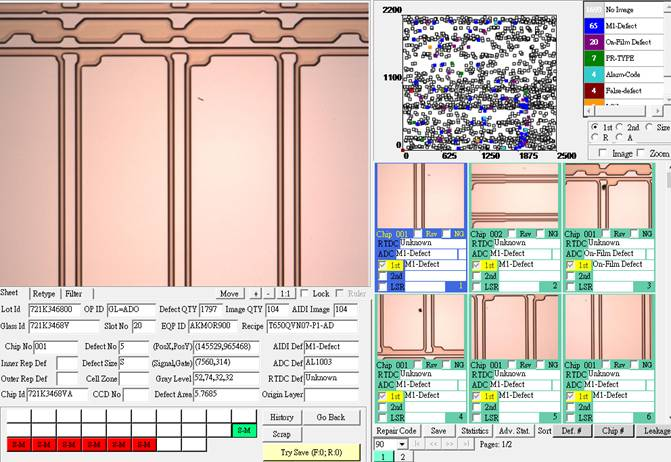 2200
1100
0
0 625 1250 1875 2500
1693 No Image
65 M1-Defect
20 On-Film Defect
7 PR-TYPE
4 Alarm-Code
4 False-defect
1st 2nd Size
R A
Image Zoom
Chip 001 Rsv NG
RTDC Unknown
ADC M1-Defect
1st M1-Defect
2nd
LSR 1
Chip 002 Rsv NG
RTDC Unknown
ADC M1-Defect
1st M1-Defect
2nd
LSR 2
Chip 001 Rsv NG
RTDC Unknown
ADC On-Film Defect
1st On-Film Defect
2nd
LSR 3
Chip 001 Rsv NG
RTDC Unknown
ADC M1-Defect
1st M1-Defect
2nd
LSR 4
Chip 001 Rsv NG
RTDC Unknown
ADC M1-Defect
1st M1-Defect
2nd
LSR 5
Chip 001 Rsv NG
RTDC Unknown
ADC M1-Defect
1st M1-Defect
2nd
LSR 6
Sheet Retype Filter Move + - 1:1 Lock Ruler
Lot Id 721K346800 OP ID GL=ADO Defect QTY 1797 Image QTY 104 AIDI Image 104
Glass Id 721K3468V Slot No 20 EQP ID AKMOR900 Recipe T650QVN07-P1-AD
Chip No 001 Defect No 5 (PosX,PosY) (145529,965468) AIDI Def M1-Defect
Inner Rep Def Defect Size S (Signal,Gate) (7560,314) ADC Def AL1003
Outer Rep Def Cell Zone Gray Level 52,74,32,32 RTDC Def Unknown
Chip Id 721K3468VA CCD No Defect Area 5.7685 Origin Layer
S-M
S-M S-M S-M S-M S-M S-M
History Go Back
Scrap
Try Save (F:0; R:0)
Repair Code Save Statistics Adv. Stat. Sort Def. # Chip # Leakage
90 |< << >> >| Pages: 1/2
1 2